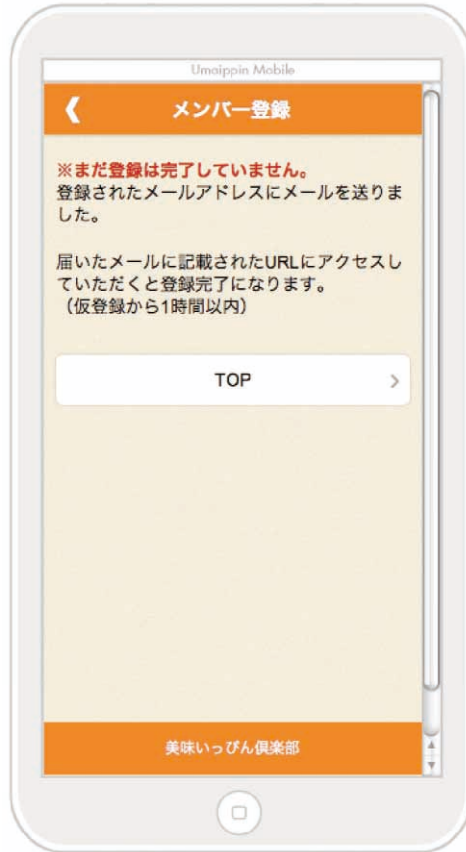 Umaippin Mobile
メンバー登録
※まだ登録は完了していません。
登録されたメールアドレスにメールを送りま
した。
届いたメールに記載されたURLにアクセスし
ていただくと登録完了になります。
（仮登録から1時間以内）
TOP
美味いっぴん倶楽部